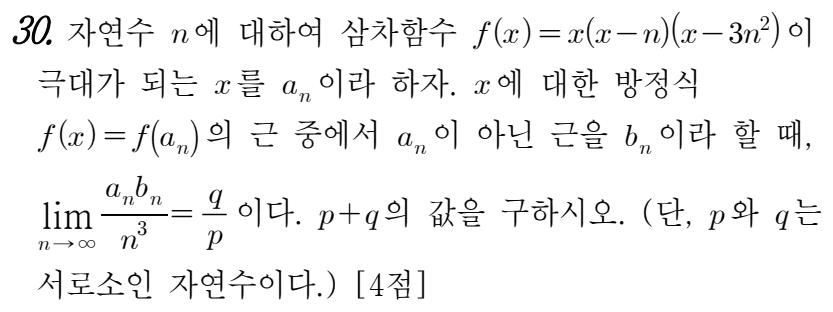 30. 자연수 n에 대하여 삼차함수 f(x)=x(x−n)(x−3n²)이
극대가 되는 x를 aₙ이라 하자. x에 대한 방정식
f(x)=f(aₙ)의 근 중에서 aₙ이 아닌 근을 bₙ이라 할 때,
lim_{n→∞} aₙbₙ/n³ = q/p 이다. p+q의 값을 구하시오. (단, p와 q는
서로소인 자연수이다.) [4점]